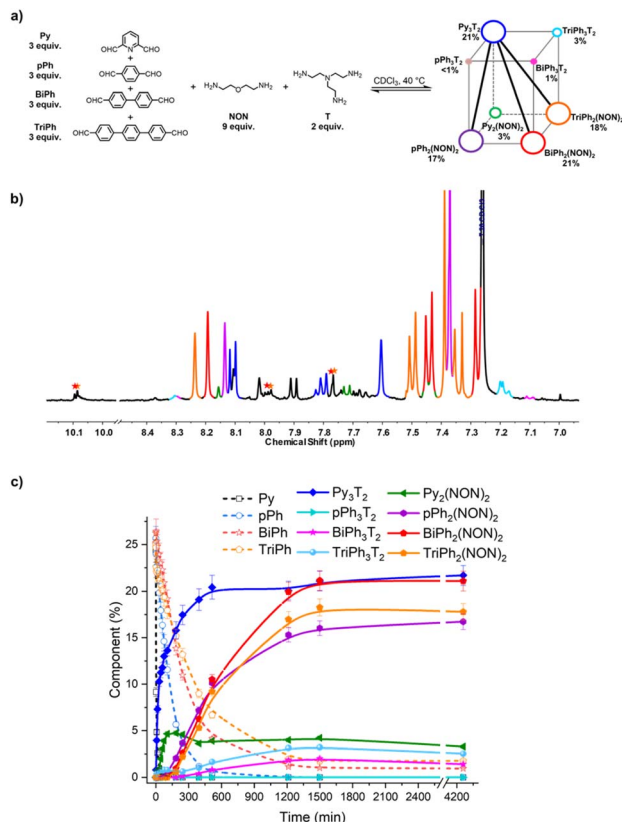 a)
Py
3 equiv.
OHC N CHO
+
pPh
3 equiv.
OHC CHO
+
BiPh
3 equiv.
OHC CHO
+
TriPh
3 equiv.
OHC CHO
+
H2N O NH2
NON
9 equiv.
+
H2N N NH2
NH2
T
2 equiv.
CDCl3, 40 °C
Py3T2
21%
TriPh3T2
3%
pPh3T2
<1%
BiPh3T2
1%
Py2(NON)2
3%
TriPh2(NON)2
18%
pPh2(NON)2
17%
BiPh2(NON)2
21%
b)
10.1 10.0 8.4 8.3 8.2 8.1 8.0 7.9 7.8 7.7 7.6 7.5 7.4 7.3 7.2 7.1 7.0
Chemical Shift (ppm)
c)
Py Py3T2 Py2(NON)2
pPh pPh3T2 pPh2(NON)2
BiPh BiPh3T2 BiPh2(NON)2
TriPh TriPh3T2 TriPh2(NON)2
Component (%)
25
20
15
10
5
0
0 300 600 900 1200 1500 1800 2400 4200
Time (min)